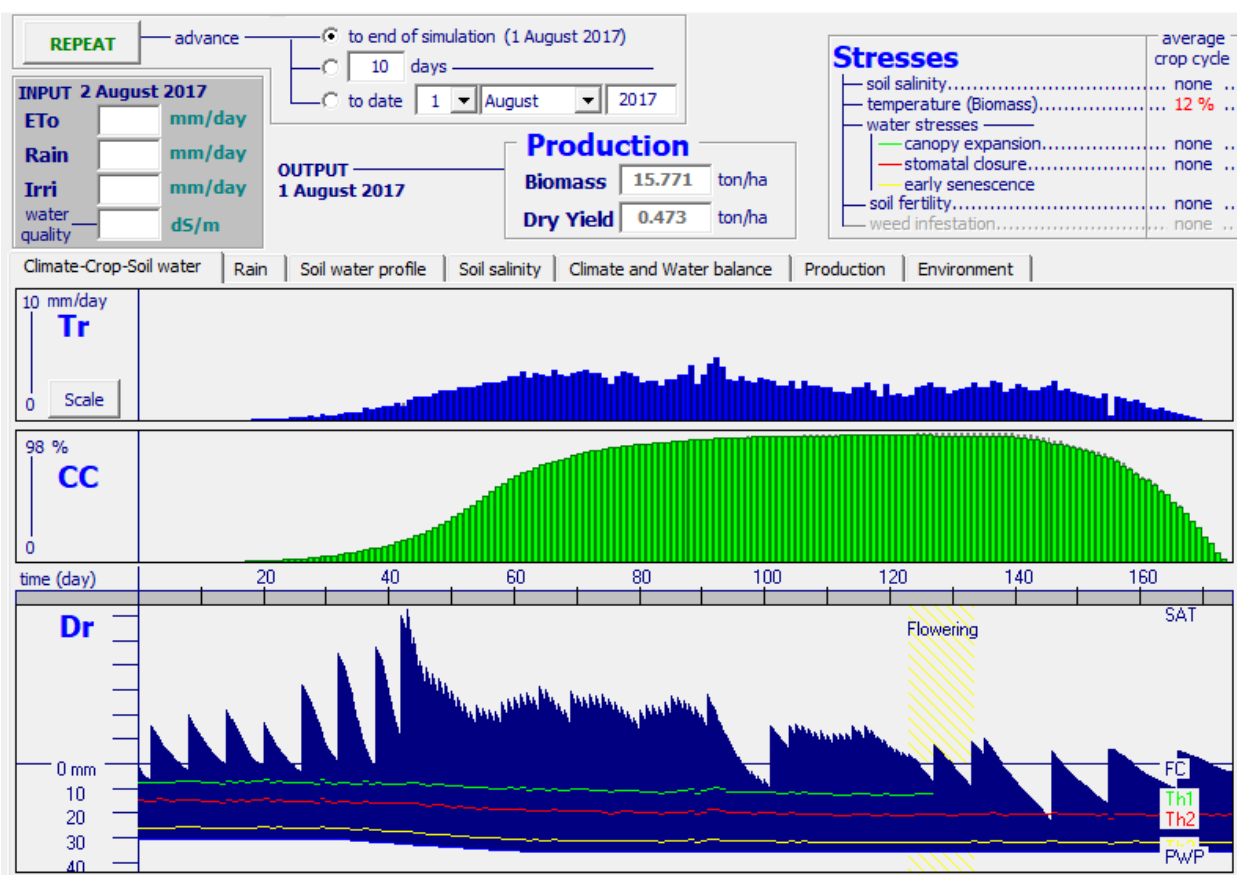 REPEAT
advance
to end of simulation (1 August 2017)
10 days
to date 1 August 2017
INPUT 2 August 2017
ETo mm/day
Rain mm/day
Irri mm/day
water
quality dS/m
OUTPUT
1 August 2017
Production
Biomass 15.771 ton/ha
Dry Yield 0.473 ton/ha
average
crop cycle
Stresses
soil salinity none
temperature (Biomass) 12 %
water stresses
canopy expansion none
stomatal closure none
early senescence
soil fertility none
weed infestation none
Climate-Crop-Soil water Rain Soil water profile Soil salinity Climate and Water balance Production Environment
10 mm/day
Tr
0 Scale
98 %
CC
0
time (day) 20 40 60 80 100 120 140 160
Dr
SAT
Flowering
0 mm
FC
10
Th1
20
Th2
30
PWP
40